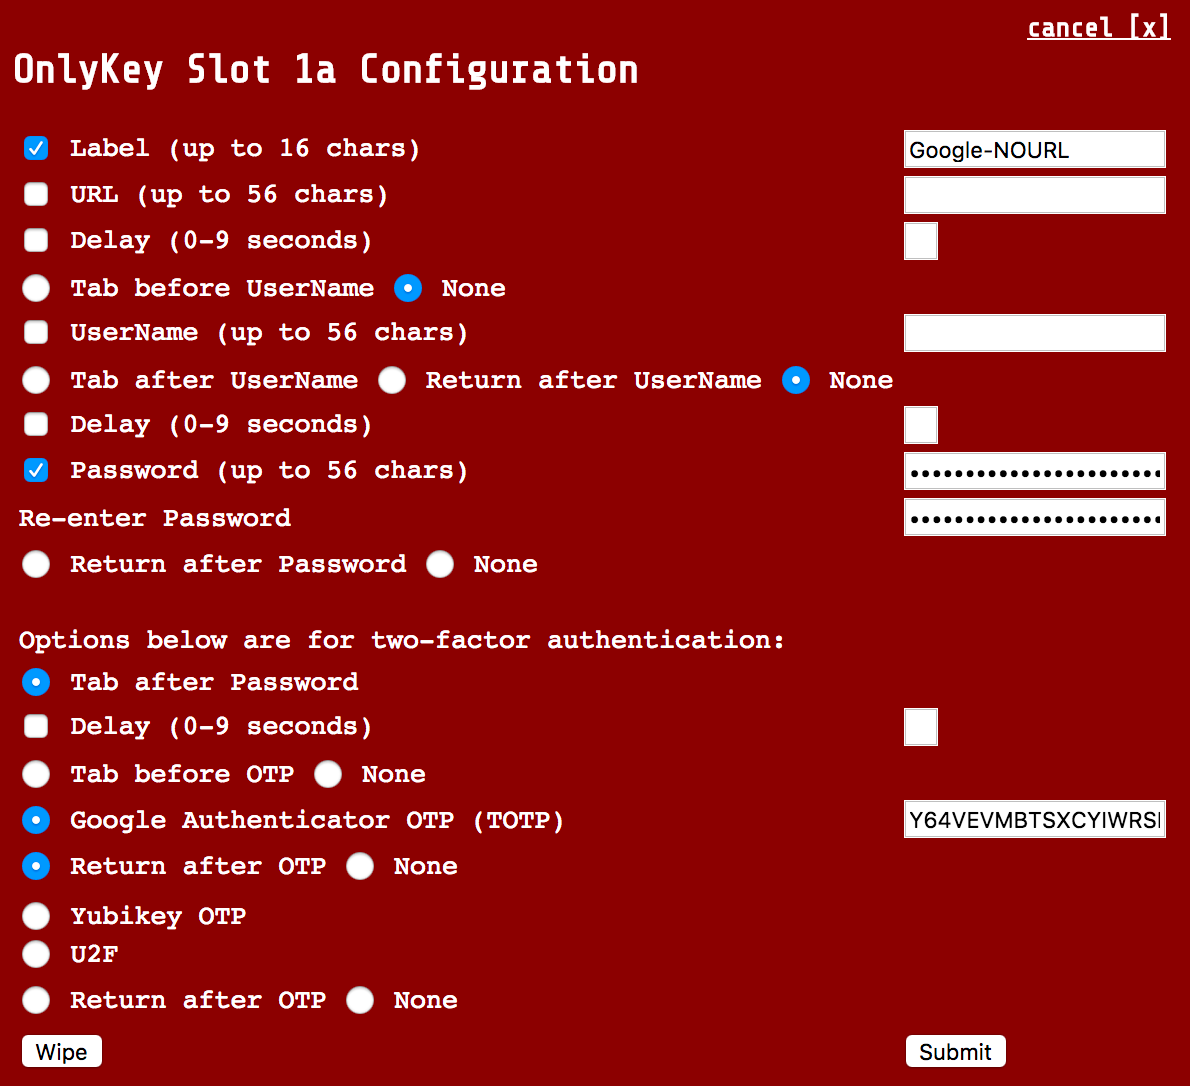 cancel [x]
OnlyKey Slot 1a Configuration
Label (up to 16 chars) Google-NOURL
URL (up to 56 chars)
Delay (0-9 seconds)
Tab before UserName None
UserName (up to 56 chars)
Tab after UserName Return after UserName None
Delay (0-9 seconds)
Password (up to 56 chars) •••••••••••••••••••••••
Re-enter Password •••••••••••••••••••••••
Return after Password None
Options below are for two-factor authentication:
Tab after Password
Delay (0-9 seconds)
Tab before OTP None
Google Authenticator OTP (TOTP)
Return after OTP None
Yubikey OTP
U2F
Return after OTP None
Wipe Submit